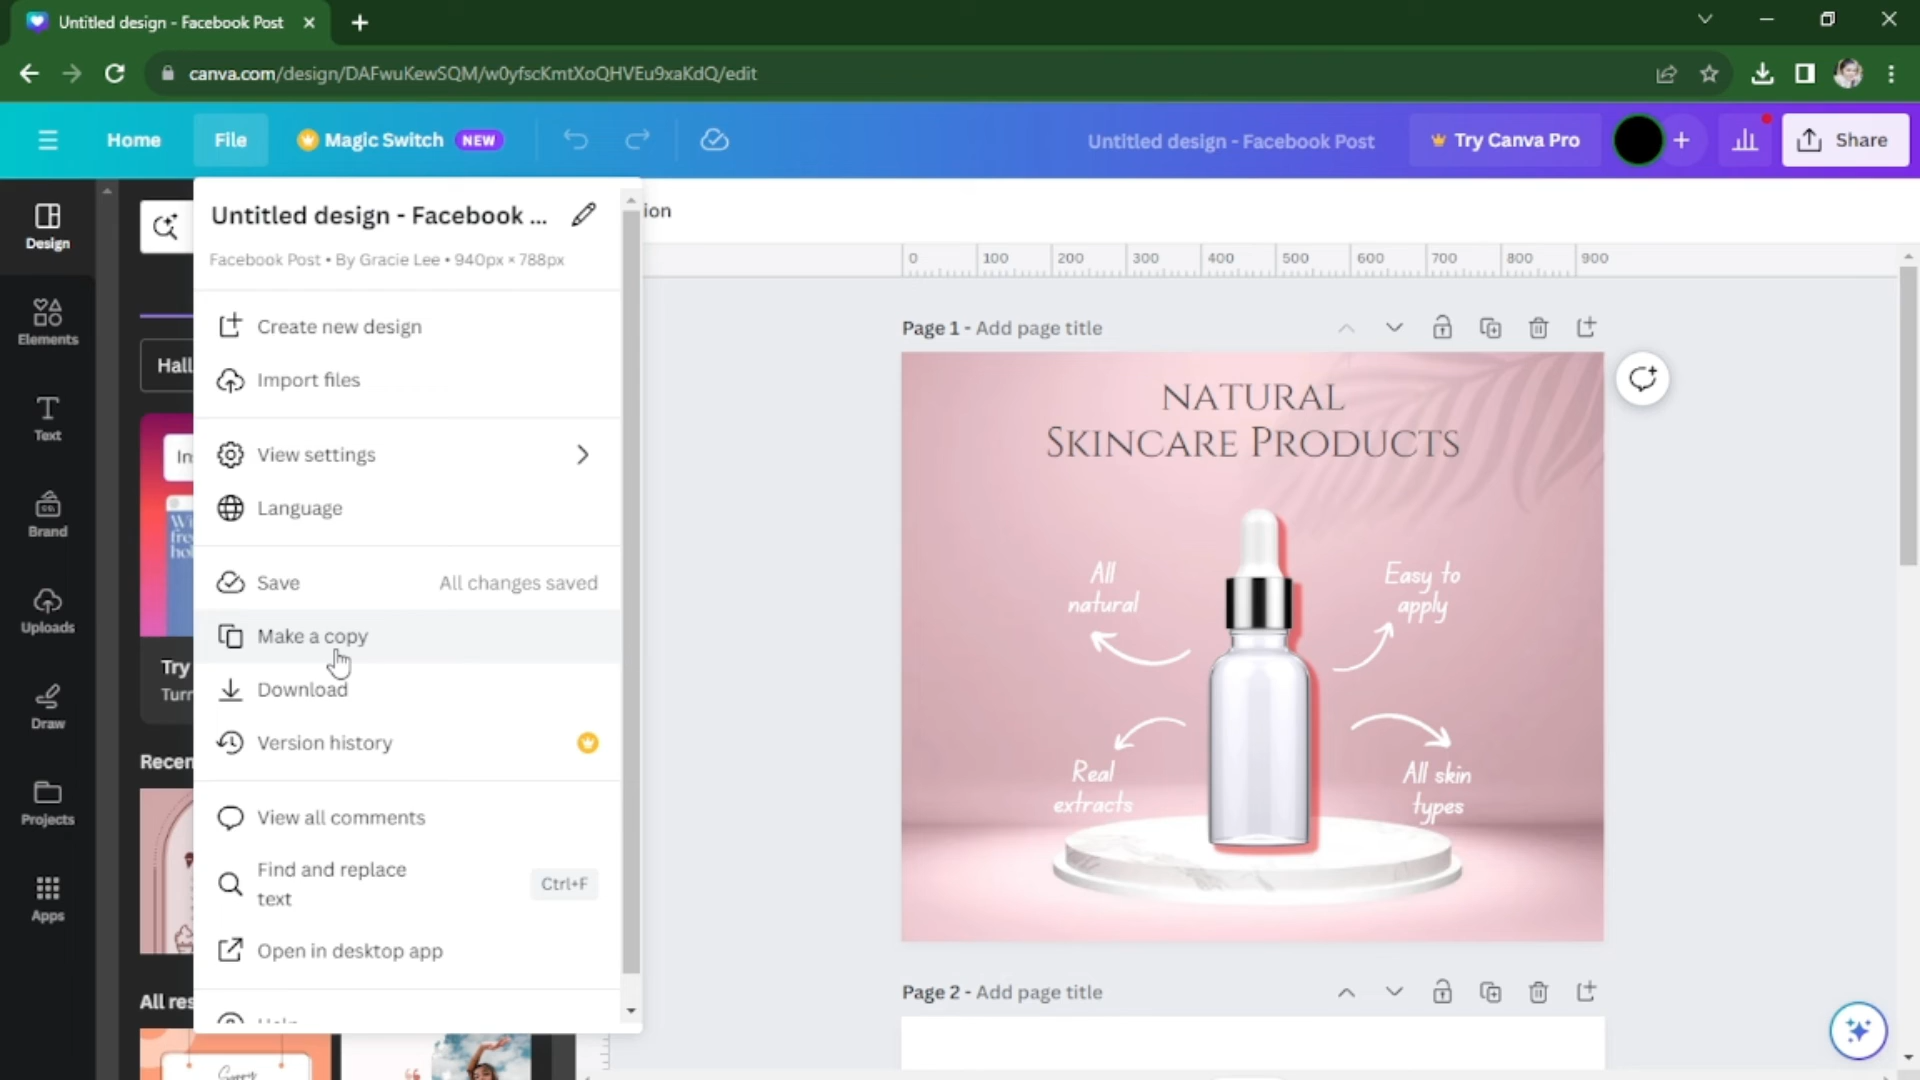 Untitled design - Facebook Post
canva.com/design/DAFwuKewSQM/w0yfscKmtXoQHVEu9xaKdQ/edit
Home
File
Magic Switch
NEW
Untitled design - Facebook Post
Try Canva Pro
Share
Design
Elements
Text
Brand
Uploads
Draw
Projects
Apps
Hall
In
Try
Turn
Recen
All res
Sorry
Untitled design - Facebook ...
Facebook Post • By Gracie Lee • 940px × 788px
Create new design
Import files
View settings
Language
Save
All changes saved
Make a copy
Download
Version history
View all comments
Find and replace
text
Ctrl+F
Open in desktop app
ion
0 100 200 300 400 500 600 700 800 900
Page 1 - Add page title
NATURAL
SKINCARE PRODUCTS
All
natural
Easy to
apply
Real
extracts
All skin
types
Page 2 - Add page title